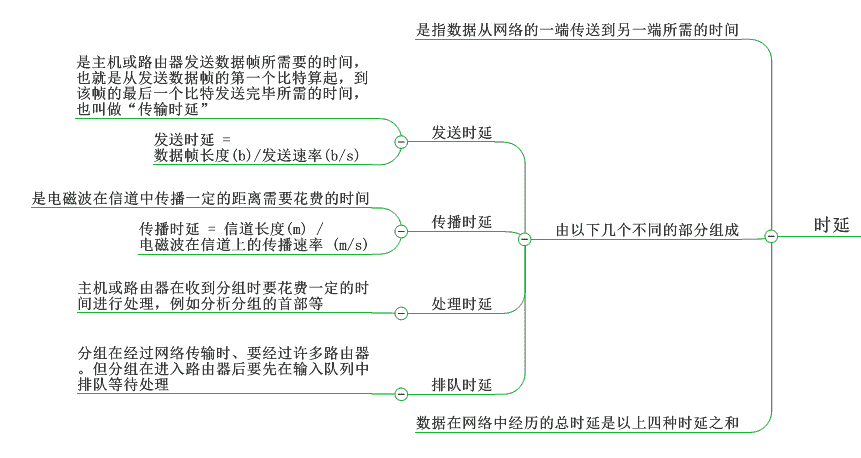 时延
是指数据从网络的一端传送到另一端所需的时间
由以下几个不同的部分组成
发送时延
是主机或路由器发送数据帧所需要的时间，
也就是从发送数据帧的第一个比特算起，到
该帧的最后一个比特发送完毕所需的时间，
也叫做“传输时延”
发送时延 =
数据帧长度(b)/发送速率(b/s)
传播时延
是电磁波在信道中传播一定的距离需要花费的时间
传播时延 = 信道长度(m) /
电磁波在信道上的传播速率 (m/s)
处理时延
主机或路由器在收到分组时要花费一定的时
间进行处理，例如分析分组的首部等
排队时延
分组在经过网络传输时、要经过许多路由器
。但分组在进入路由器后要先在输入队列中
排队等待处理
数据在网络中经历的总时延是以上四种时延之和